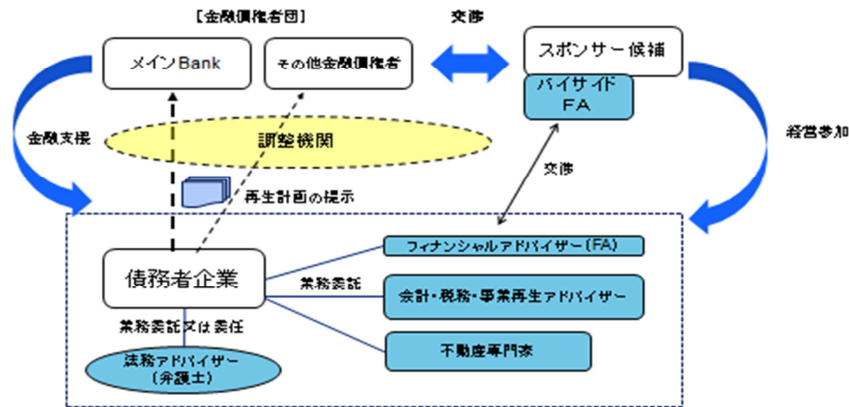 ［金融債権者団］
交渉
メインBank
その他金融債権者
スポンサー候補
バイサイド
FA
金融支援
調整機関
経営参加
交渉
再生計画の提示
フィナンシャルアドバイザー(FA)
債務者企業
業務委託
会計・税務・事業再生アドバイザー
業務委託又は委任
不動産専門家
法務アドバイザー
(弁護士)